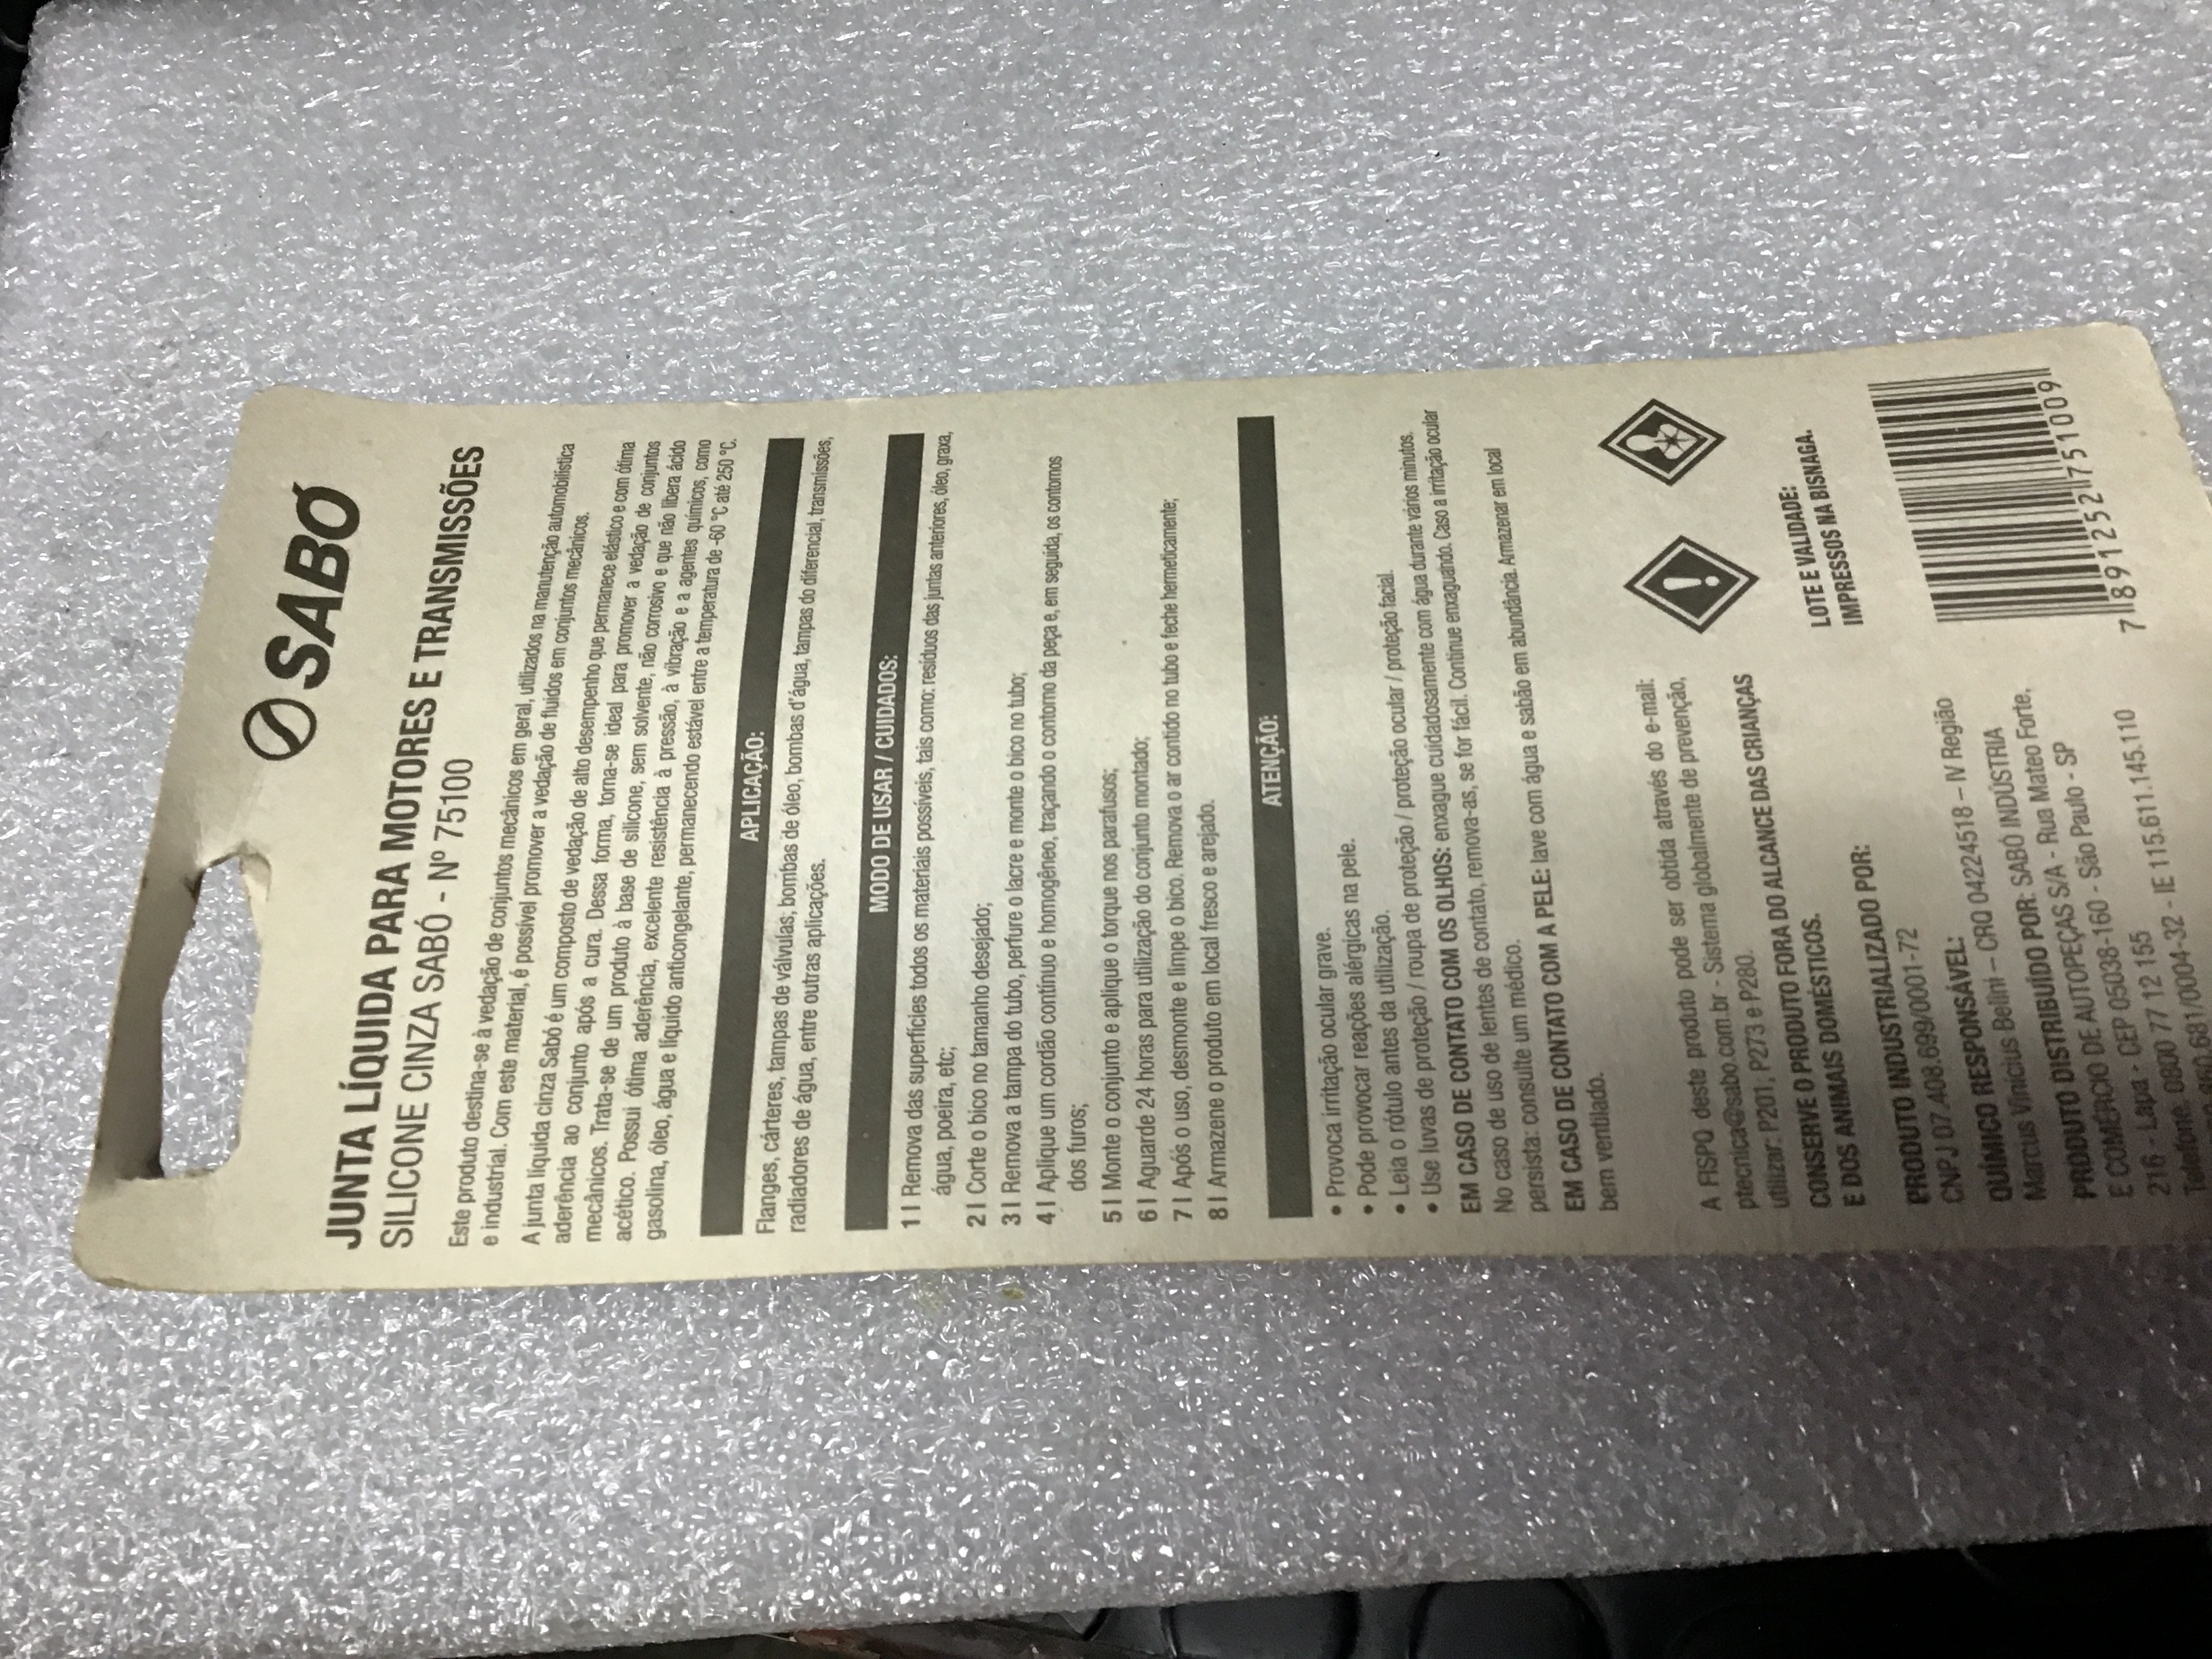 SABÓ
JUNTA LÍQUIDA PARA MOTORES E TRANSMISSÕES
SILICONE CINZA SABÓ - Nº 75100
Este produto destina-se à vedação de conjuntos mecânicos em geral, utilizados na manutenção automobilística
e industrial. Com este material, é possível promover a vedação de fluidos em conjuntos mecânicos.
A junta líquida cinza Sabó é um composto de vedação de alto desempenho que permanece elástico e com ótima
aderência ao conjunto após a cura. Dessa forma, torna-se ideal para promover a vedação de conjuntos
mecânicos. Trata-se de um produto à base de silicone, sem solvente, não corrosivo e que não libera ácido
acético. Possui ótima aderência, excelente resistência à pressão, à vibração e a agentes químicos, como
gasolina, óleo, água e líquido anticongelante, permanecendo estável entre a temperatura de -60 °C até 250 °C.
APLICAÇÃO:
Flanges, cárteres, tampas de válvulas, bombas de óleo, bombas d'água, tampas do diferencial, transmissões,
radiadores de água, entre outras aplicações.
MODO DE USAR / CUIDADOS:
1 I Remova das superfícies todos os materiais possíveis, tais como: resíduos das juntas anteriores, óleo, graxa,
água, poeira, etc;
2 I Corte o bico no tamanho desejado;
3 I Remova a tampa do tubo, perfure o lacre e monte o bico no tubo;
4 I Aplique um cordão contínuo e homogêneo, traçando o contorno da peça e, em seguida, os contornos
dos furos;
5 I Monte o conjunto e aplique o torque nos parafusos;
6 I Aguarde 24 horas para utilização do conjunto montado;
7 I Após o uso, desmonte e limpe o bico. Remova o ar contido no tubo e feche hermeticamente;
8 I Armazene o produto em local fresco e arejado.
ATENÇÃO:
• Provoca irritação ocular grave.
• Pode provocar reações alérgicas na pele.
• Leia o rótulo antes da utilização.
• Use luvas de proteção / roupa de proteção / proteção ocular / proteção facial.
EM CASO DE CONTATO COM OS OLHOS: enxague cuidadosamente com água durante vários minutos.
No caso de uso de lentes de contato, remova-as, se for fácil. Continue enxaguando. Caso a irritação ocular
persista: consulte um médico.
EM CASO DE CONTATO COM A PELE: lave com água e sabão em abundância. Armazenar em local
bem ventilado.
A FISPQ deste produto pode ser obtida através do e-mail:
ptecnica@sabo.com.br - Sistema globalmente de prevenção,
utilizar: P201, P273 e P280.
CONSERVE O PRODUTO FORA DO ALCANCE DAS CRIANÇAS
E DOS ANIMAIS DOMÉSTICOS.
PRODUTO INDUSTRIALIZADO POR:
CNPJ 07.408.699/0001-72
QUÍMICO RESPONSÁVEL:
Marcus Vinícius Bellini – CRQ 04224518 – IV Região
PRODUTO DISTRIBUÍDO POR: SABÓ INDÚSTRIA
E COMÉRCIO DE AUTOPEÇAS S/A - Rua Mateo Forte,
216 - Lapa - CEP 05038-160 - São Paulo - SP
Telefone: 0800 77 12 155
681/0004-32 - IE 115.611.145.110
LOTE E VALIDADE:
IMPRESSOS NA BISNAGA.
7 891252 751009